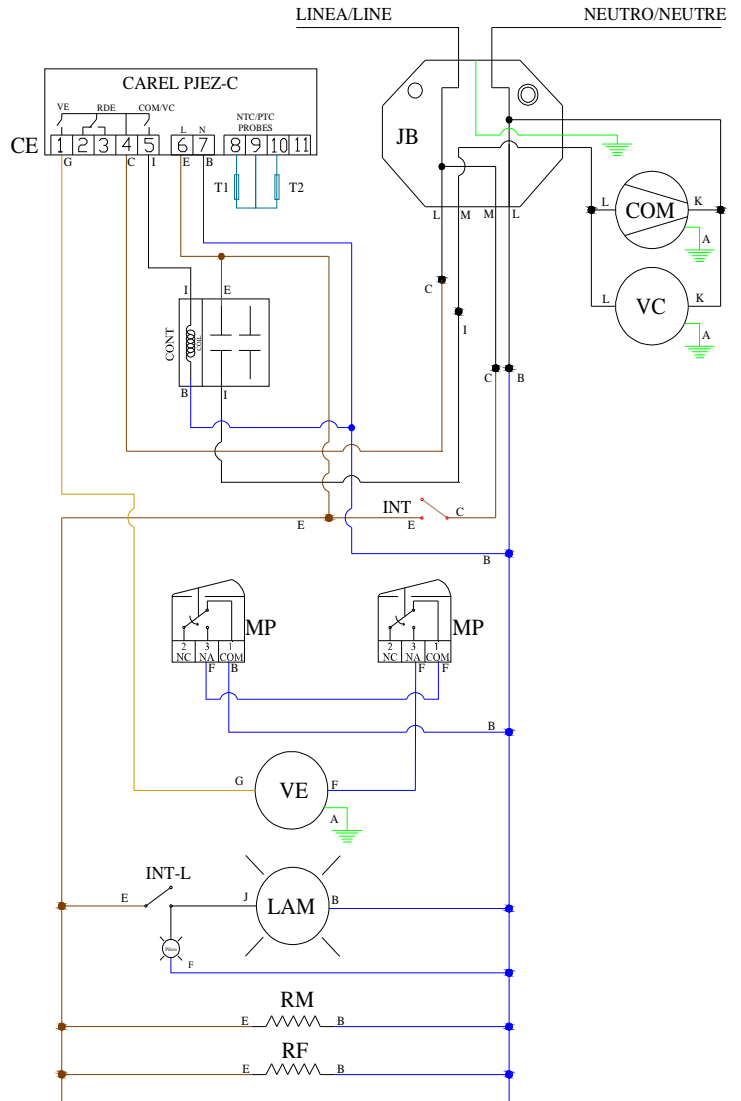 LINEA/LINE NEUTRO/NEUTRE
CAREL PJEZ-C
VE RDE COM/VC L N NTC/PTC
PROBES
CE 1 2 3 4 5 6 7 8 9 10 11
G C I E B
T1 T2
JB
L M M L
L COM K
A
L VC K
A
C
I
C B
I E
CONT COIL
B I
INT
E E C
B
MP MP
2 3 1 2 3 1
NC NA COM NC NA COM
F B F F
B
G VE F
A
INT-L
E J LAM B
Piloto
F
RM
E B
RF
E B